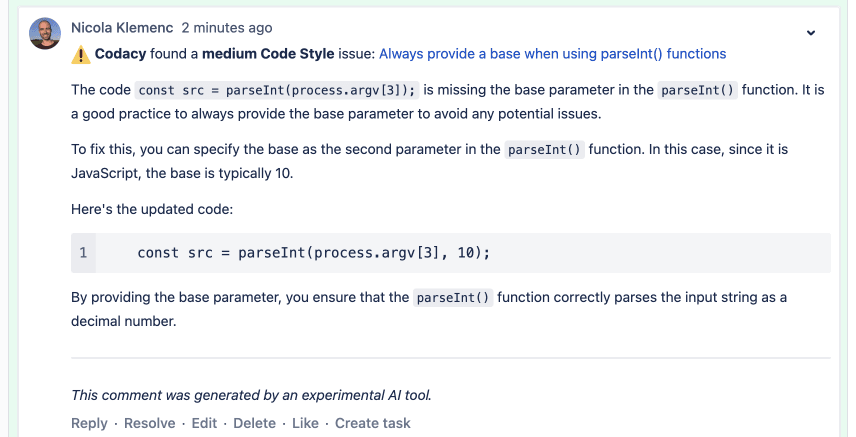 Nicola Klemenc 2 minutes ago
Codacy found a medium Code Style issue: Always provide a base when using parseInt() functions
The code const src = parseInt(process.argv[3]); is missing the base parameter in the parseInt() function. It is
a good practice to always provide the base parameter to avoid any potential issues.
To fix this, you can specify the base as the second parameter in the parseInt() function. In this case, since it is
JavaScript, the base is typically 10.
Here's the updated code:
1 const src = parseInt(process.argv[3], 10);
By providing the base parameter, you ensure that the parseInt() function correctly parses the input string as a
decimal number.
This comment was generated by an experimental AI tool.
Reply · Resolve · Edit · Delete · Like · Create task